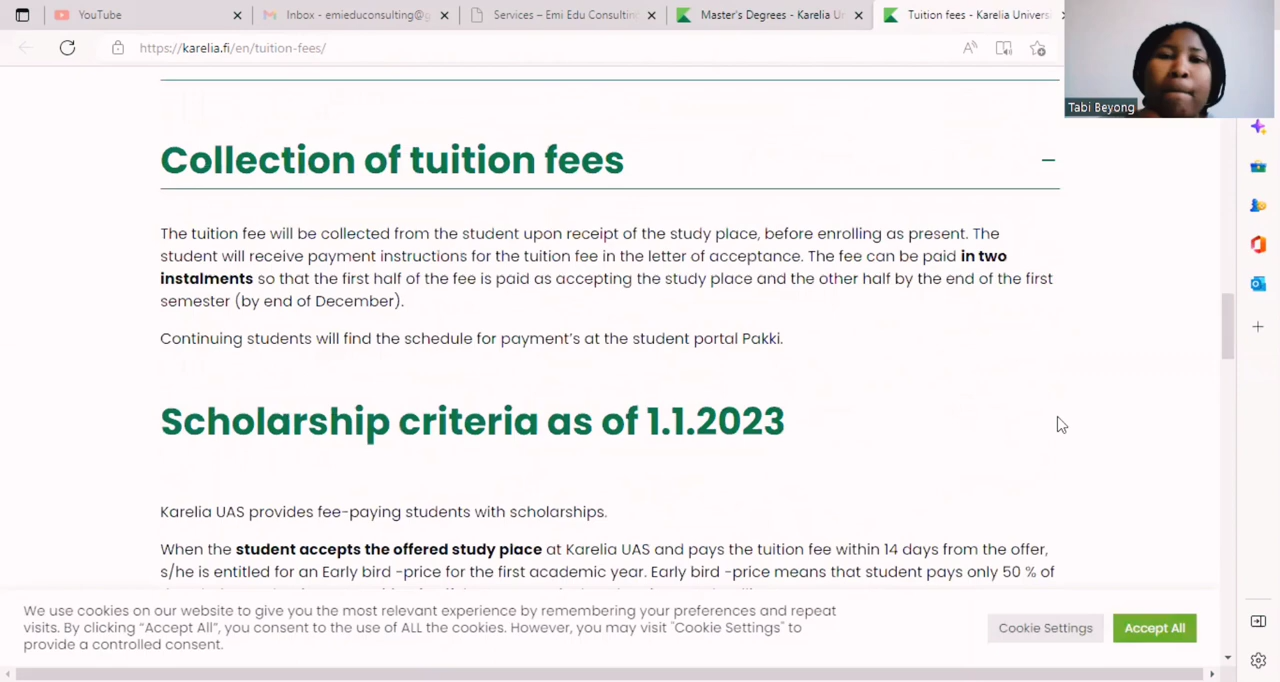 YouTube
Inbox - emieduconsulting@g
Services – Emi Edu Consultin
Master's Degrees - Karelia Ur
Tuition fees - Karelia Universi
https://karelia.fi/en/tuition-fees/
Tabi Beyong
Collection of tuition fees
The tuition fee will be collected from the student upon receipt of the study place, before enrolling as present. The
student will receive payment instructions for the tuition fee in the letter of acceptance. The fee can be paid in two
instalments so that the first half of the fee is paid as accepting the study place and the other half by the end of the first
semester (by end of December).
Continuing students will find the schedule for payment's at the student portal Pakki.
Scholarship criteria as of 1.1.2023
Karelia UAS provides fee-paying students with scholarships.
When the student accepts the offered study place at Karelia UAS and pays the tuition fee within 14 days from the offer,
s/he is entitled for an Early bird -price for the first academic year. Early bird -price means that student pays only 50 % of
We use cookies on our website to give you the most relevant experience by remembering your preferences and repeat
visits. By clicking "Accept All", you consent to the use of ALL the cookies. However, you may visit "Cookie Settings" to
provide a controlled consent.
Cookie Settings
Accept All